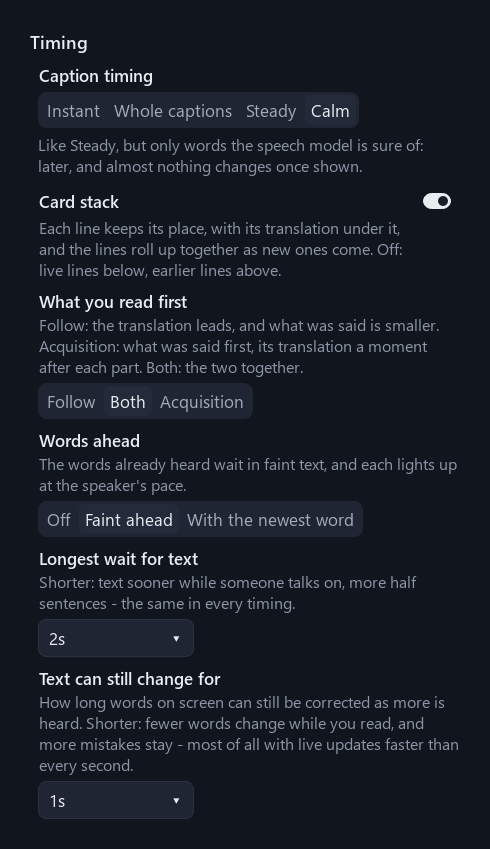 Timing
Caption timing
Instant Whole captions Steady Calm
Like Steady, but only words the speech model is sure of:
later, and almost nothing changes once shown.
Card stack
Each line keeps its place, with its translation under it,
and the lines roll up together as new ones come. Off:
live lines below, earlier lines above.
What you read first
Follow: the translation leads, and what was said is smaller.
Acquisition: what was said first, its translation a moment
after each part. Both: the two together.
Follow Both Acquisition
Words ahead
The words already heard wait in faint text, and each lights up
at the speaker's pace.
Off Faint ahead With the newest word
Longest wait for text
Shorter: text sooner while someone talks on, more half
sentences - the same in every timing.
2s
Text can still change for
How long words on screen can still be corrected as more is
heard. Shorter: fewer words change while you read, and
more mistakes stay - most of all with live updates faster than
every second.
1s